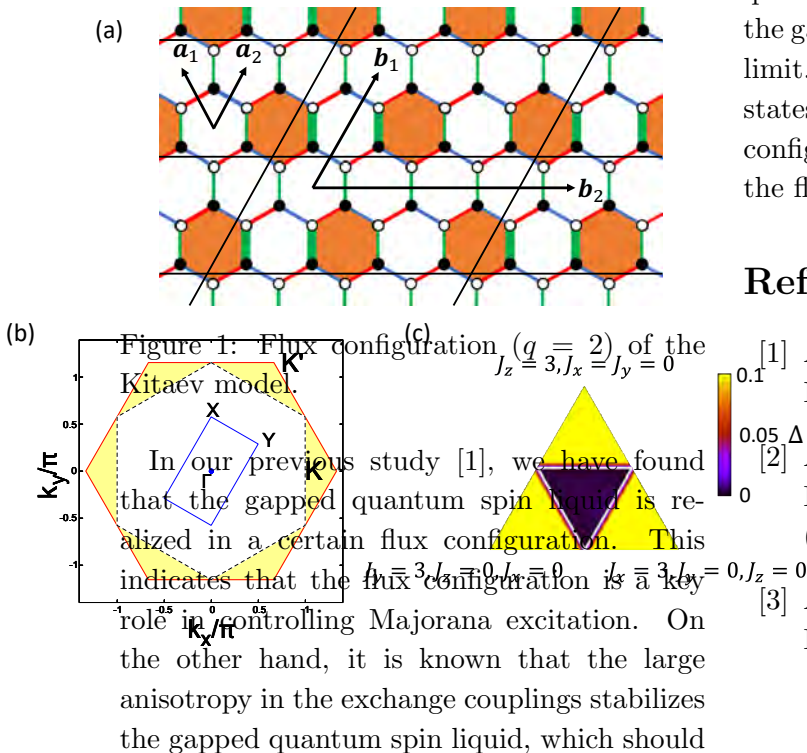 (a)
a1 a2 b1
b2
(b)
K'
X
Y
Γ
K
1
0.5
0
-0.5
-1
ky/π
-1 -0.5 0 0.5 1
kx/π
(c)
Jz = 3, Jx = Jy = 0
0.1
0.05 Δ
0
Jy = 3, Jz = 0, Jx = 0
Jx = 3, Jy = 0, Jz = 0
Figure 1: Flux configuration (q = 2) of the
Kitaev model.
In our previous study [1], we have found
that the gapped quantum spin liquid is re-
alized in a certain flux configuration. This
indicates that the flux configuration is a key
role in controlling Majorana excitation. On
the other hand, it is known that the large
anisotropy in the exchange couplings stabilizes
the gapped quantum spin liquid, which should
the ga
limit.
states
config
the fl
Ref
[1]
[2]
[3]